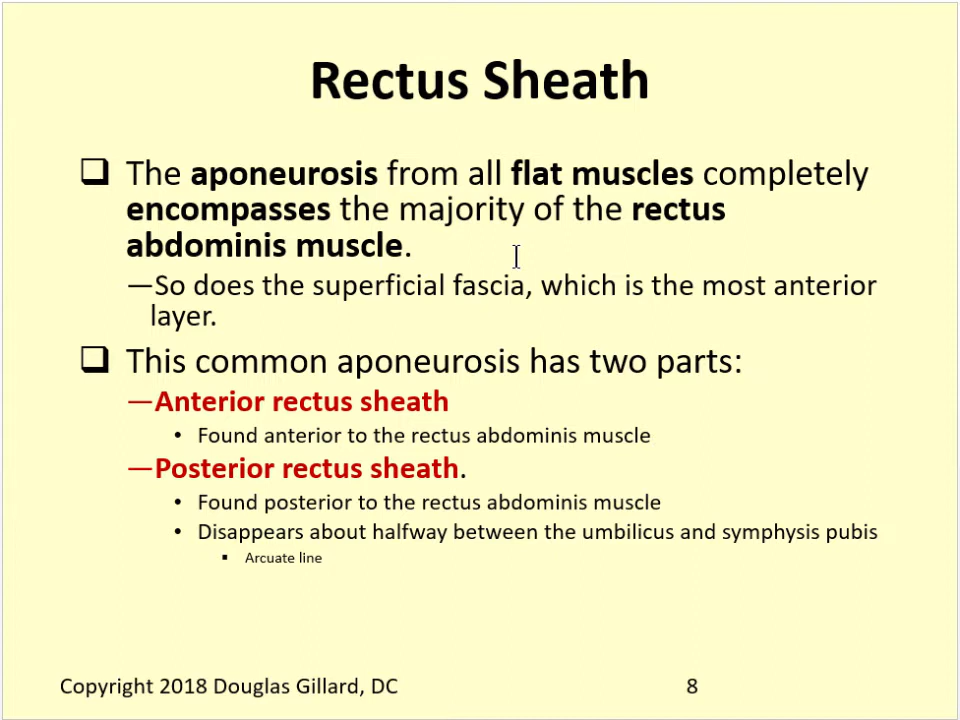 Rectus Sheath
❑ The aponeurosis from all flat muscles completely
encompasses the majority of the rectus
abdominis muscle.
—So does the superficial fascia, which is the most anterior
layer.
❑ This common aponeurosis has two parts:
—Anterior rectus sheath
• Found anterior to the rectus abdominis muscle
—Posterior rectus sheath.
• Found posterior to the rectus abdominis muscle
• Disappears about halfway between the umbilicus and symphysis pubis
▪ Arcuate line
Copyright 2018 Douglas Gillard, DC 8